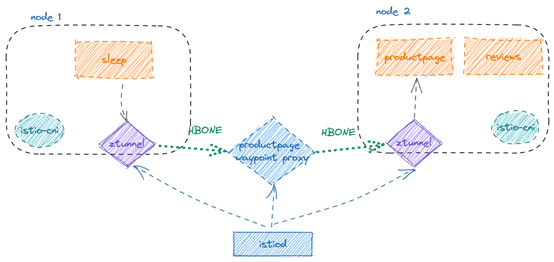 node 1
node 2
sleep
productpage
reviews
istio-cni
ztunnel
HBONE
productpage
waypoint proxy
HBONE
ztunnel
istio-cni
istiod